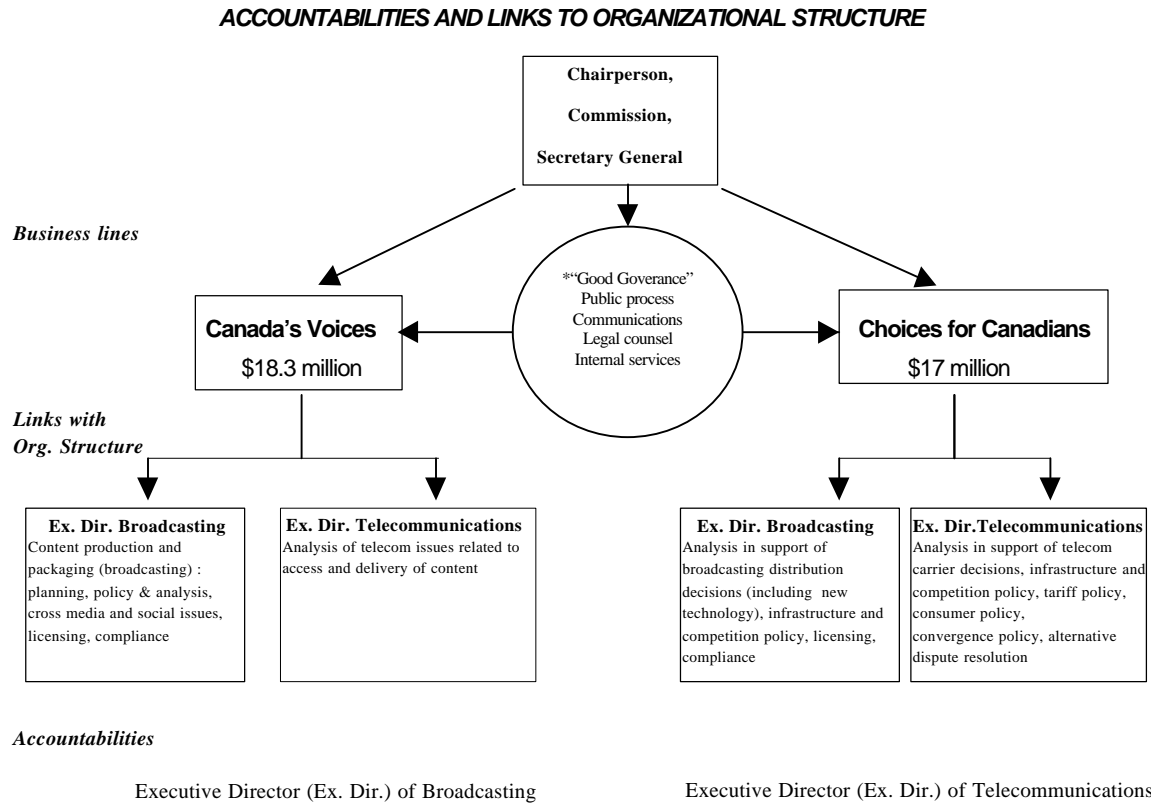 ACCOUNTABILITIES AND LINKS TO ORGANIZATIONAL STRUCTURE
Chairperson,
Commission,
Secretary General
Business lines
*“Good Goverance”
Public process
Communications
Legal counsel
Internal services
Canada’s Voices
$18.3 million
Choices for Canadians
$17 million
Links with
Org. Structure
Ex. Dir. Broadcasting
Content production and
packaging (broadcasting) :
planning, policy & analysis,
cross media and social issues,
licensing, compliance
Ex. Dir. Telecommunications
Analysis of telecom issues related to
access and delivery of content
Ex. Dir. Broadcasting
Analysis in support of
broadcasting distribution
decisions (including new
technology), infrastructure and
competition policy, licensing,
compliance
Ex. Dir.Telecommunications
Analysis in support of telecom
carrier decisions, infrastructure and
competition policy, tariff policy,
consumer policy,
convergence policy, alternative
dispute resolution
Accountabilities
Executive Director (Ex. Dir.) of Broadcasting
Executive Director (Ex. Dir.) of Telecommunications